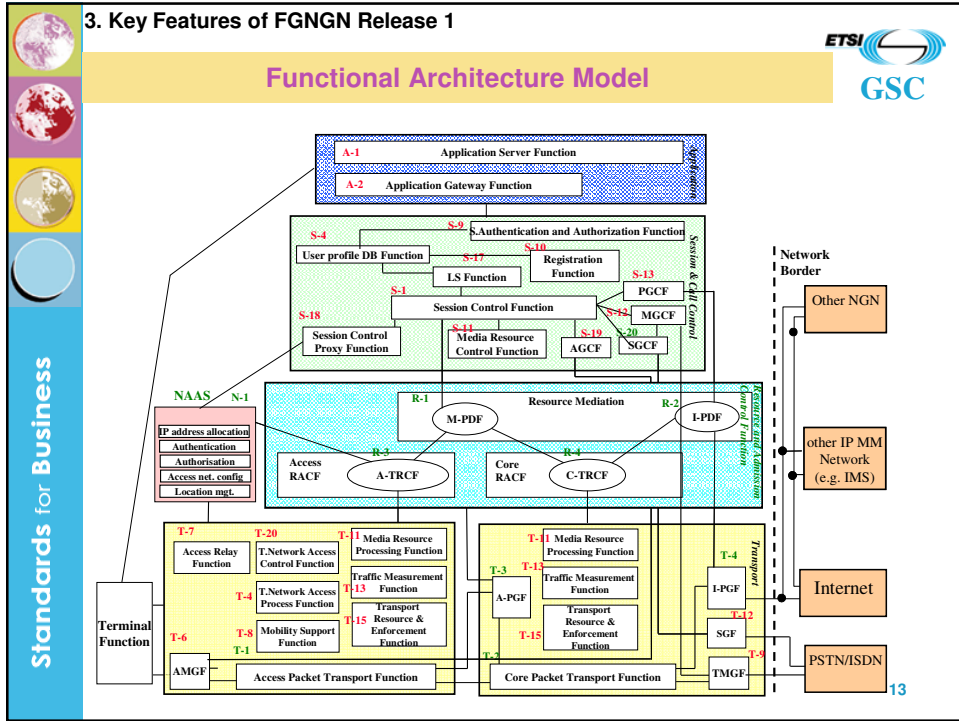 3. Key Features of FGNGN Release 1
ETSI
GSC
Functional Architecture Model
A-1
Application Server Function
A-2
Application Gateway Function
Application
S-9
S.Authentication and Authorization Function
S-4
User profile DB Function
S-10
Registration
Function
S-17
LS Function
S-13
PGCF
S-1
Session Control Function
S-12
MGCF
S-18
Session Control
Proxy Function
S-11
Media Resource
Control Function
S-19
AGCF
S-20
SGCF
Session & Call Control
Network
Border
Other NGN
other IP MM
Network
(e.g. IMS)
Internet
PSTN/ISDN
NAAS
N-1
IP address allocation
Authentication
Authorisation
Access net. config
Location mgt.
R-1
Resource Mediation
R-2
M-PDF
I-PDF
Access
RACF
R-3
A-TRCF
Core
RACF
R-4
C-TRCF
Resource and Admission
Control Function
T-7
Access Relay
Function
T-20
T.Network Access
Control Function
T-11
Media Resource
Processing Function
T-4
T.Network Access
Process Function
T-13
Traffic Measurement
Function
T-8
Mobility Support
Function
T-15
Transport
Resource &
Enforcement
Function
T-6
AMGF
T-1
Access Packet Transport Function
Terminal
Function
T-11
Media Resource
Processing Function
T-3
A-PGF
T-13
Traffic Measurement
Function
T-15
Transport
Resource &
Enforcement
Function
T-2
Core Packet Transport Function
T-4
I-PGF
T-12
SGF
T-9
TMGF
Transport
Standards for Business
13